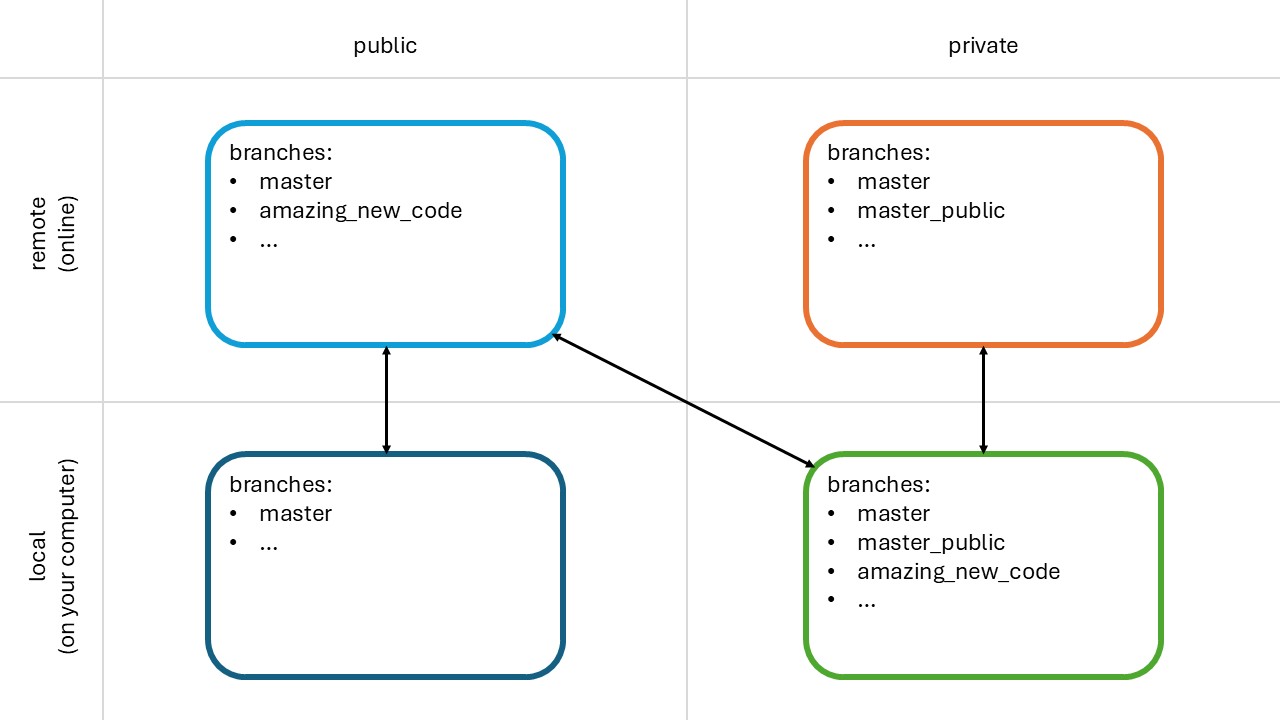 public
private
remote
(online)
branches:
• master
• amazing_new_code
• ...
branches:
• master
• master_public
• ...
local
(on your computer)
branches:
• master
• ...
branches:
• master
• master_public
• amazing_new_code
• ...